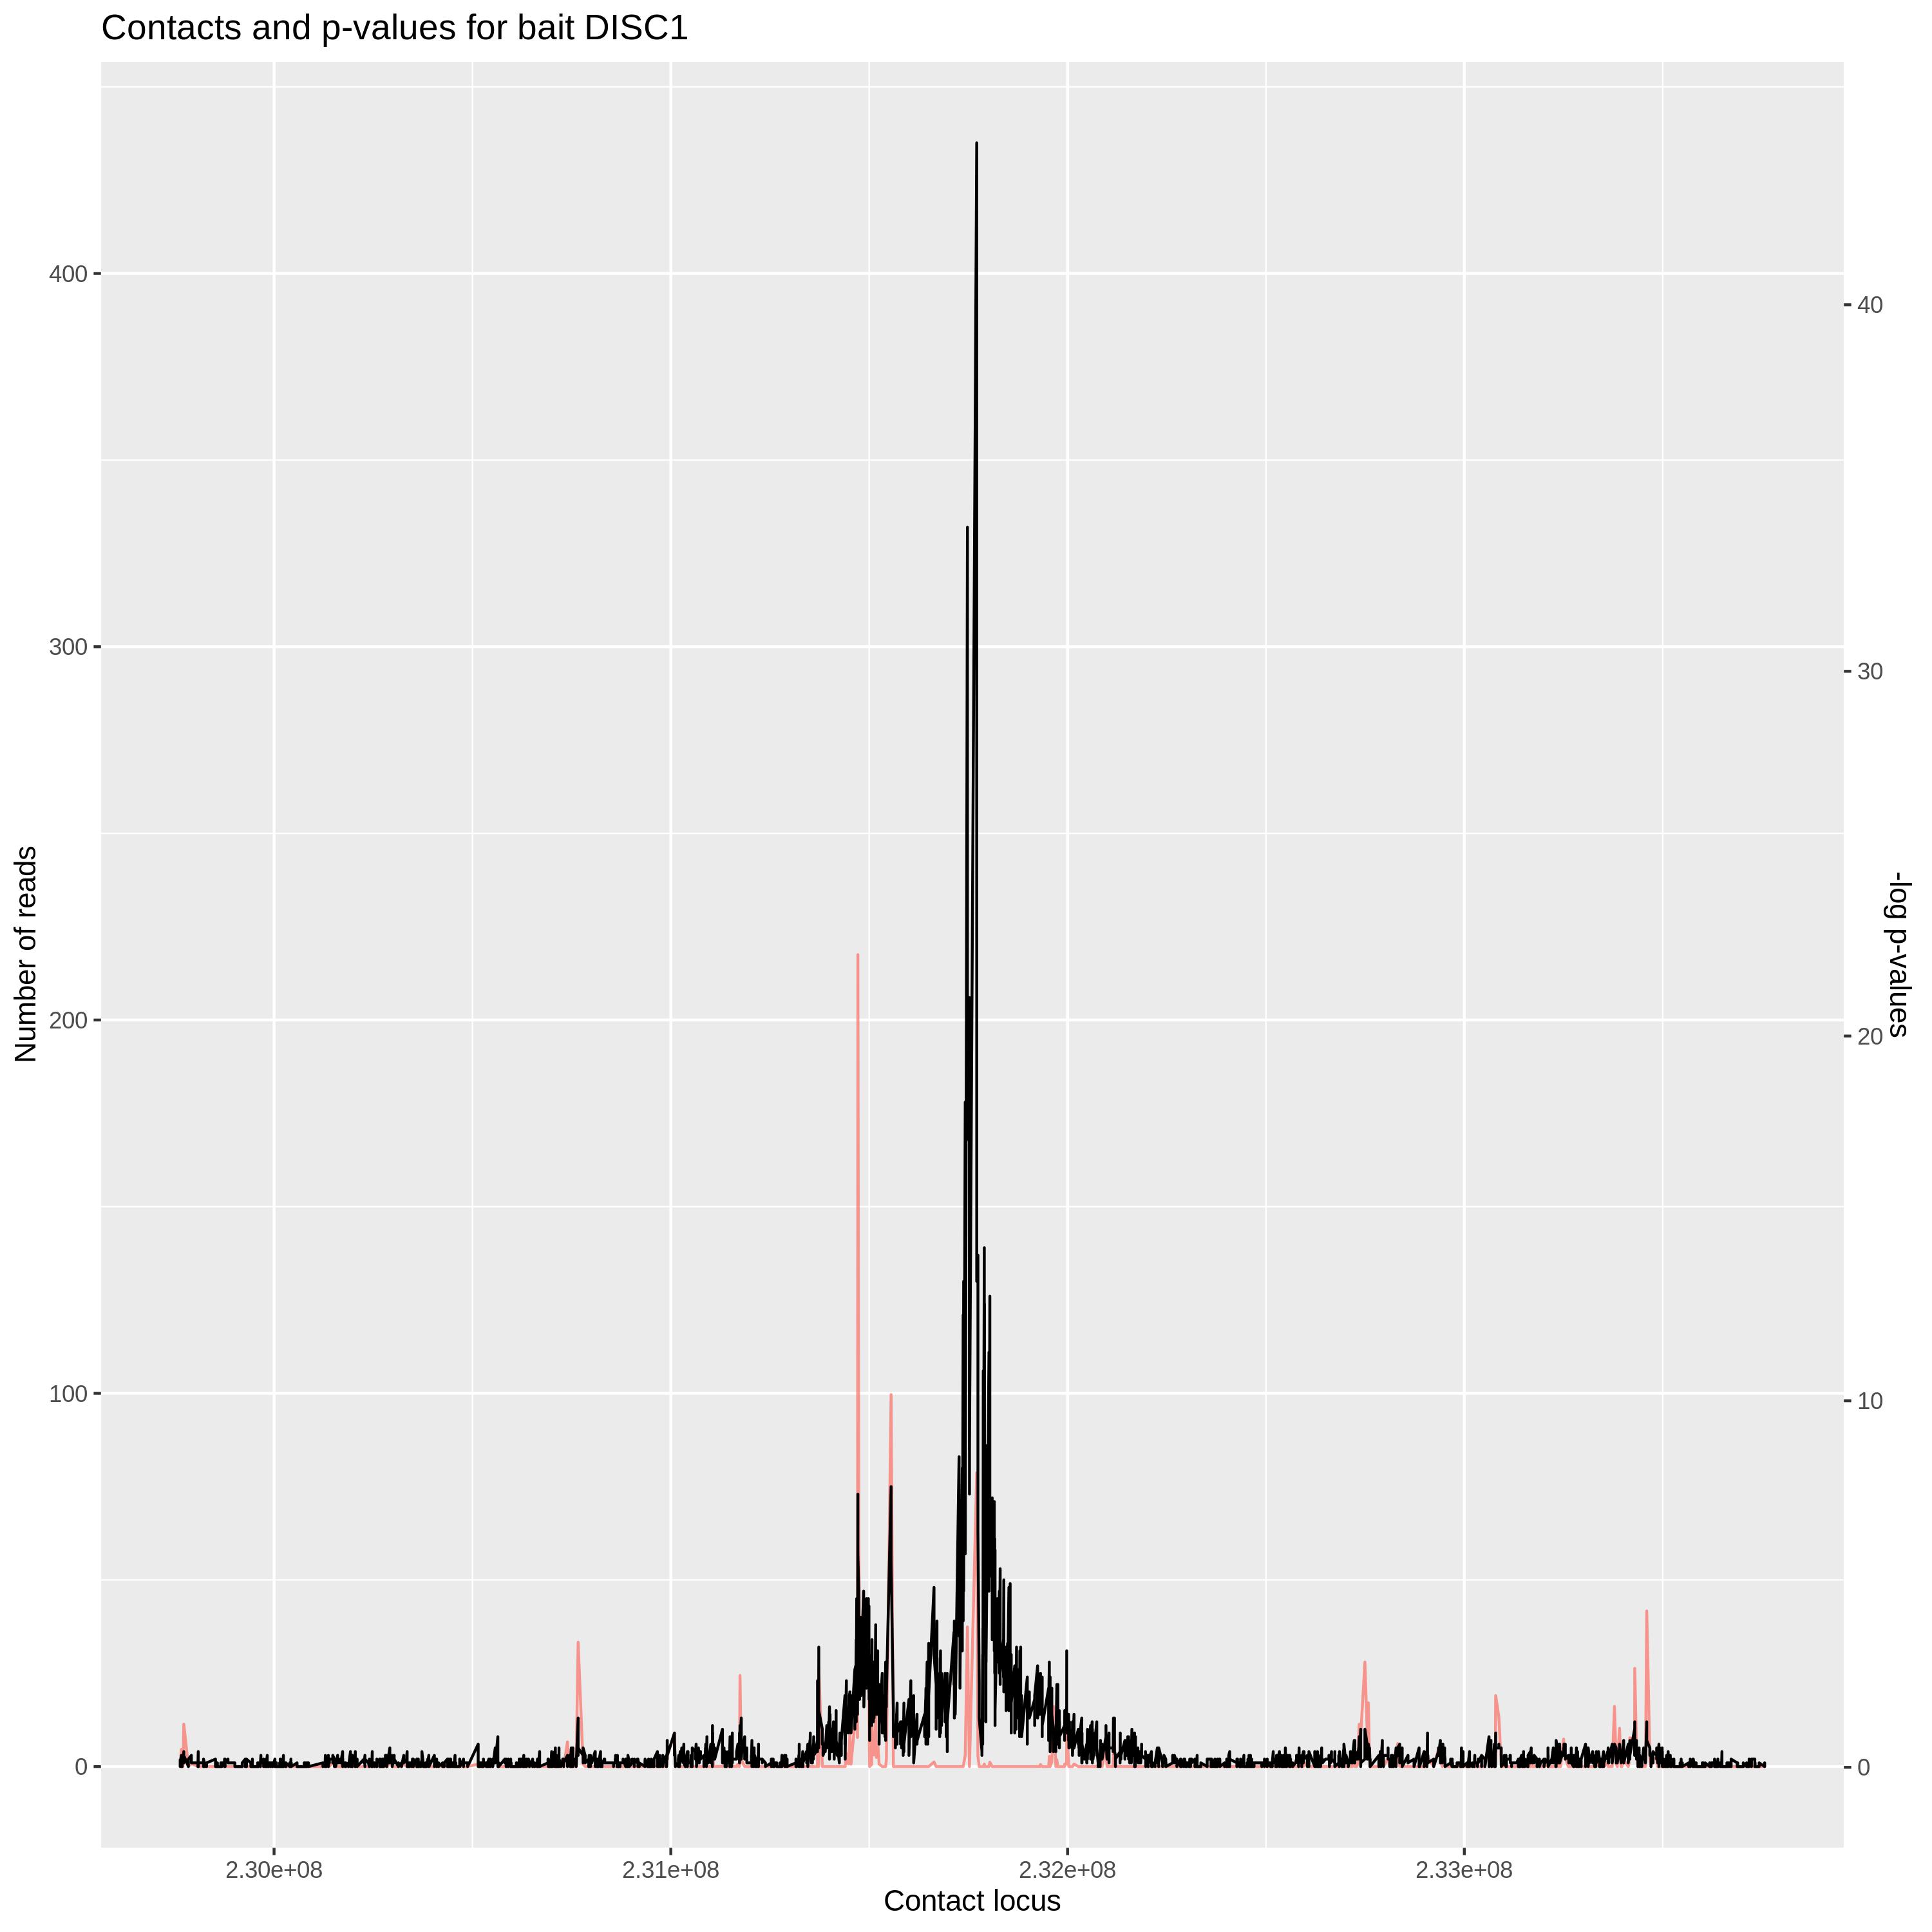 Contacts and p-values for bait DISC1
Number of reads
400
300
200
100
0
40
30
20
10
0
-log p-values
2.30e+08
2.31e+08
2.32e+08
2.33e+08
Contact locus